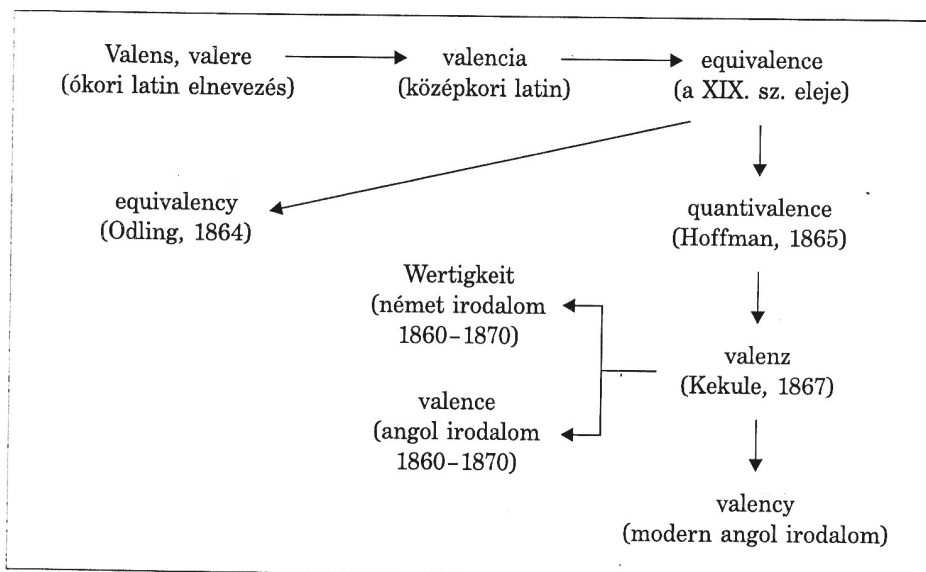 Valens, valere
(ókori latin elnevezés)
valencia
(középkori latin)
equivalence
(a XIX. sz. eleje)
equivalency
(Odling, 1864)
quantivalence
(Hoffman, 1865)
Wertigkeit
(német irodalom
1860–1870)
valenz
(Kekule, 1867)
valence
(angol irodalom
1860–1870)
valency
(modern angol irodalom)